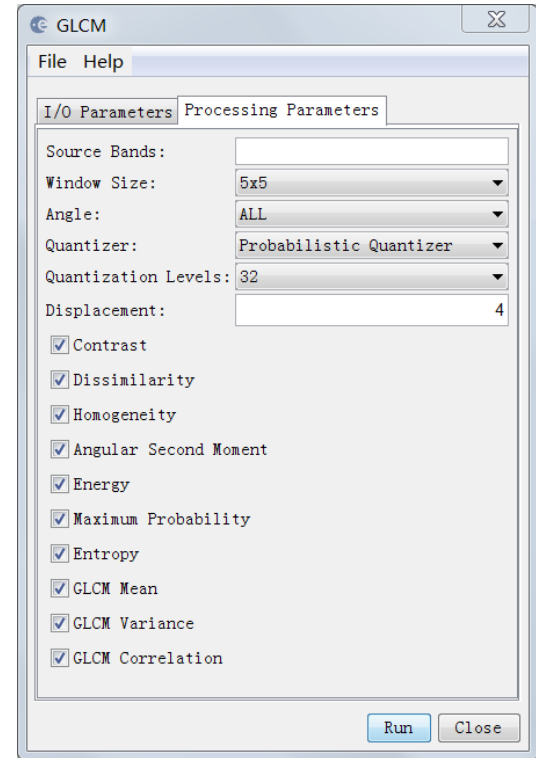 GLCM
File Help
I/O Parameters Processing Parameters
Source Bands:
Window Size: 5x5
Angle: ALL
Quantizer: Probabilistic Quantizer
Quantization Levels: 32
Displacement: 4
Contrast
Dissimilarity
Homogeneity
Angular Second Moment
Energy
Maximum Probability
Entropy
GLCM Mean
GLCM Variance
GLCM Correlation
Run Close